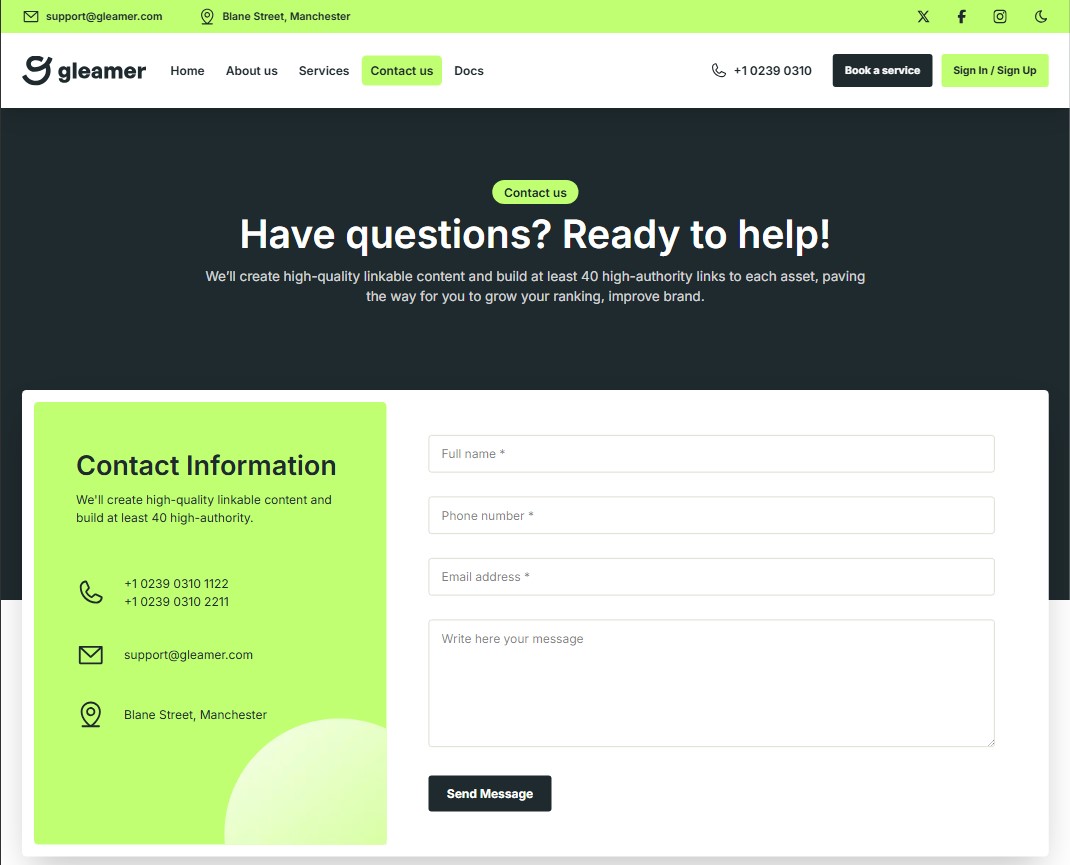 support@gleamer.com
Blane Street, Manchester
gleamer
Home
About us
Services
Contact us
Docs
+1 0239 0310
Book a service
Sign In / Sign Up
Contact us
Have questions? Ready to help!
We’ll create high-quality linkable content and build at least 40 high-authority links to each asset, paving
the way for you to grow your ranking, improve brand.
Contact Information
We'll create high-quality linkable content and
build at least 40 high-authority.
+1 0239 0310 1122
+1 0239 0310 2211
support@gleamer.com
Blane Street, Manchester
Full name *
Phone number *
Email address *
Write here your message
Send Message